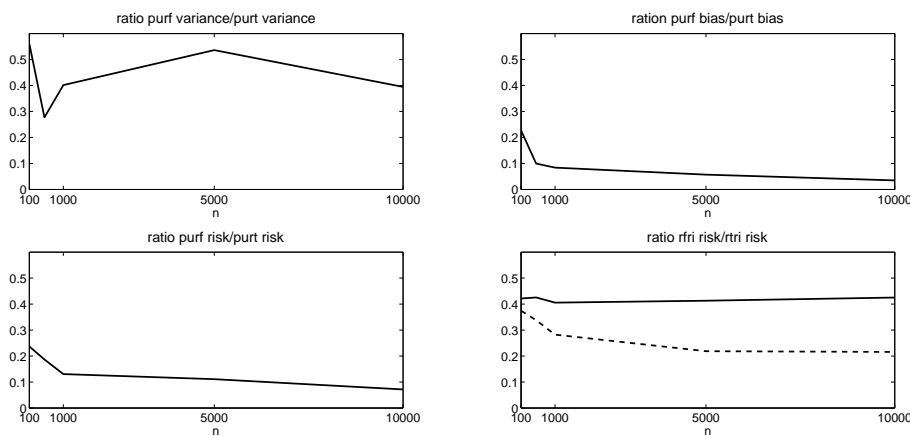 ratio purf variance/purt variance
0.5
0.4
0.3
0.2
0.1
0
100 1000 5000 10000
n
ration purf bias/purt bias
0.5
0.4
0.3
0.2
0.1
0
100 1000 5000 10000
n
ratio purf risk/purt risk
0.5
0.4
0.3
0.2
0.1
0
100 1000 5000 10000
n
ratio rfri risk/rtri risk
0.5
0.4
0.3
0.2
0.1
0
100 1000 5000 10000
n